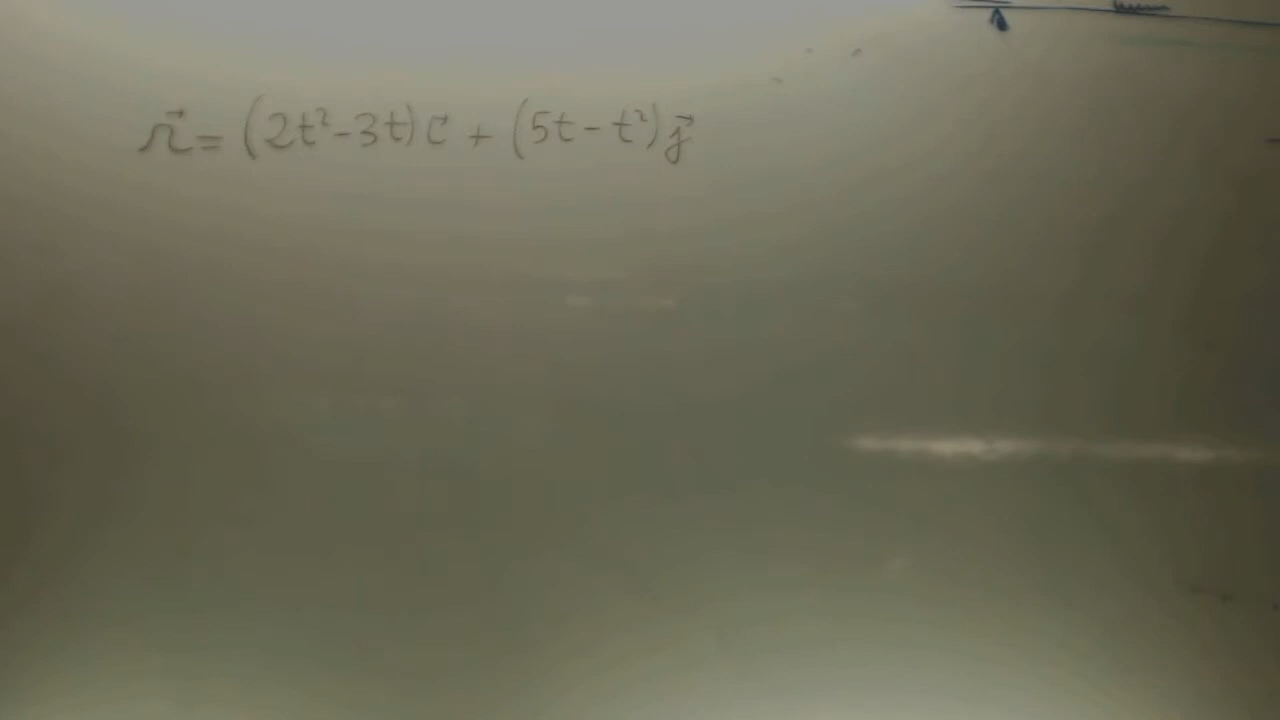 r⃗ = (2t²-3t)i⃗ + (5t - t²)j⃗